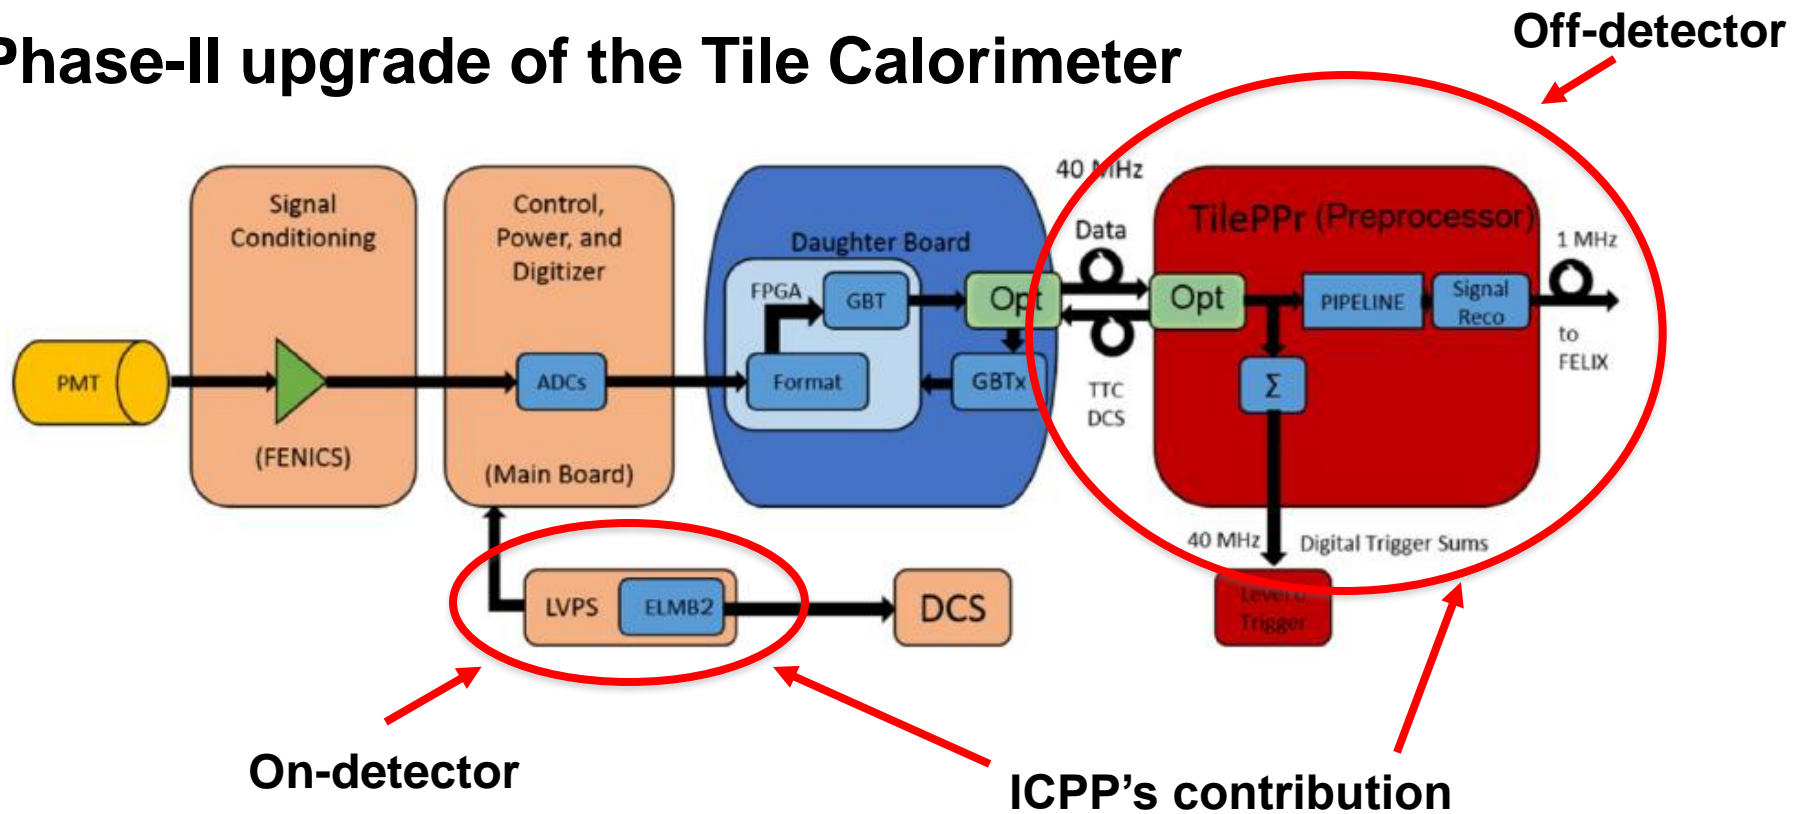 Phase-II upgrade of the Tile Calorimeter
Off-detector
Signal
Conditioning
(FENICS)
Control,
Power, and
Digitizer
ADCs
(Main Board)
PMT
Daughter Board
FPGA
GBT
Format
GBTx
Opt
40 MHz
Data
TTC
DCS
TilePPr (Preprocessor)
Opt
PIPELINE
Signal
Reco
Σ
1 MHz
to
FELIX
40 MHz
Digital Trigger Sums
Trigger
LVPS
ELMB2
DCS
On-detector
ICPP's contribution